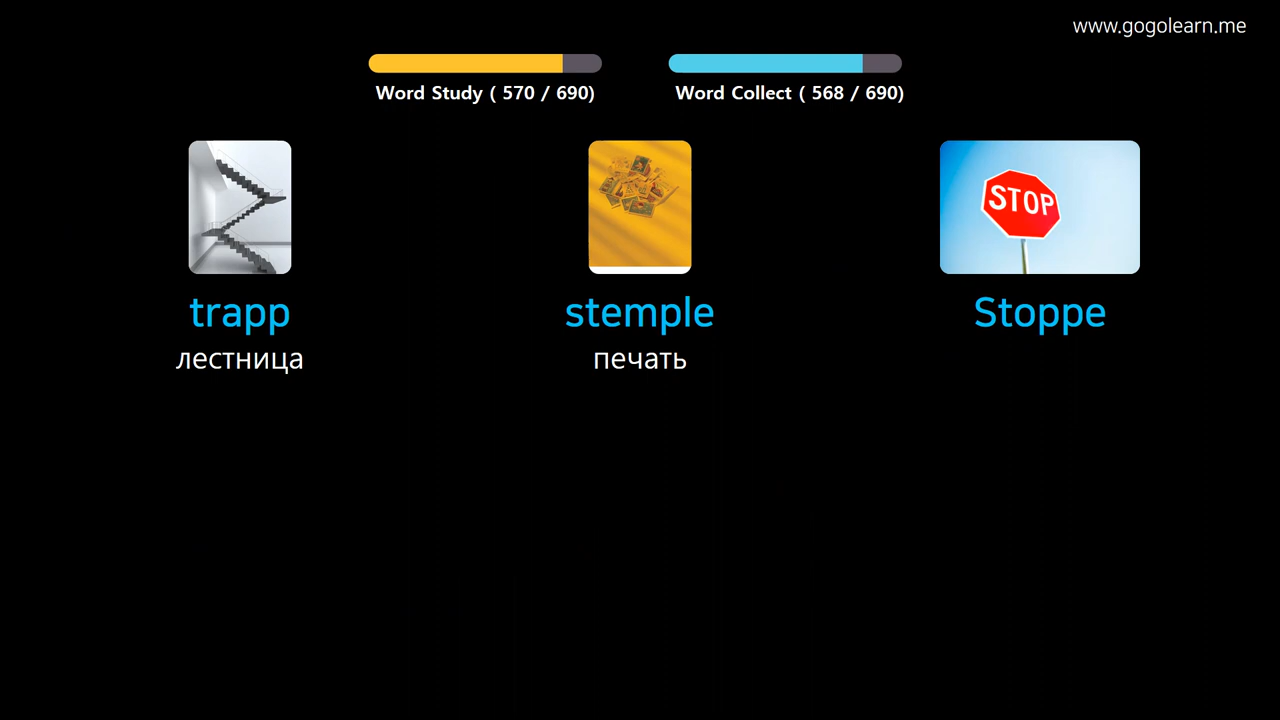 www.gogolearn.me
Word Study ( 570 / 690)
Word Collect ( 568 / 690)
STOP
trapp
stemple
Stoppe
лестница
печать